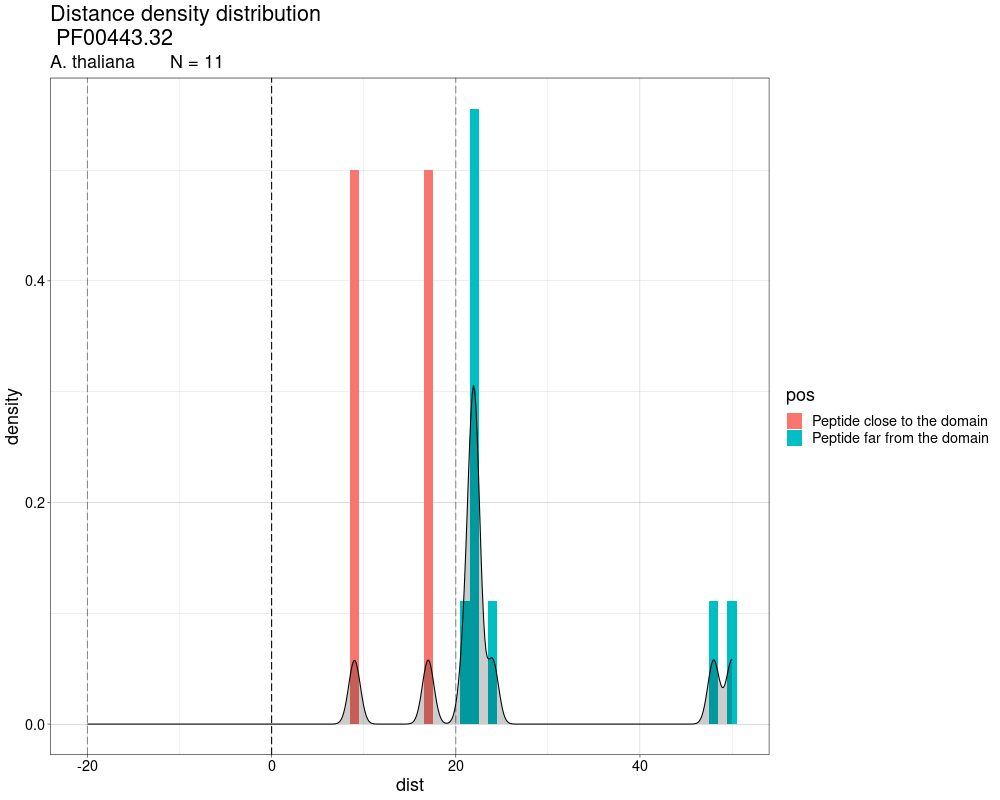 Distance density distribution
PF00443.32
A. thaliana N = 11
density
0.4
0.2
0.0
-20
0
20
40
dist
pos
Peptide close to the domain
Peptide far from the domain